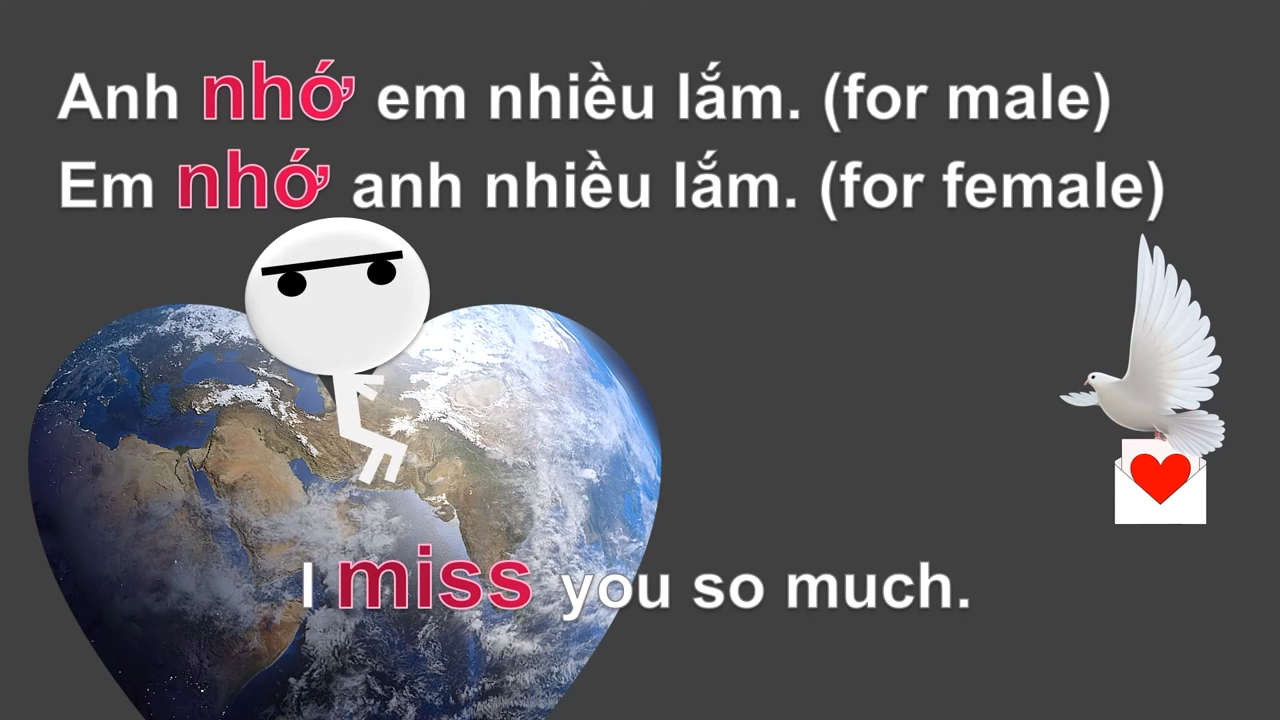 Anh nhớ em nhiều lắm. (for male)
Em nhớ anh nhiều lắm. (for female)
I miss you so much.